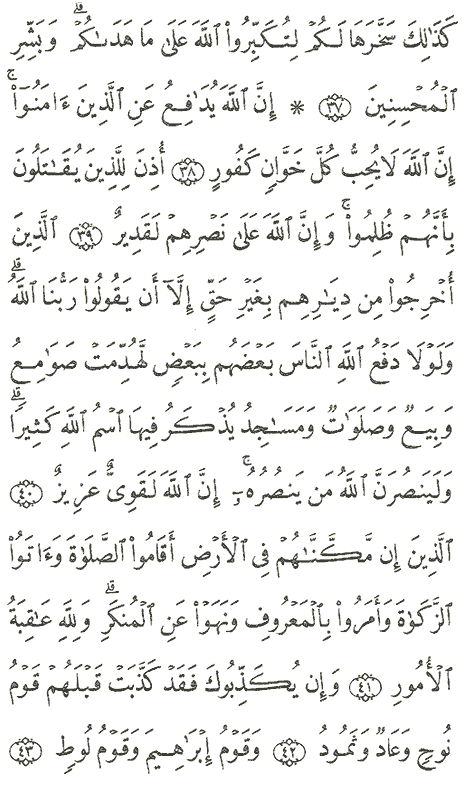 كَذَٰلِكَ سَخَّرَهَا لَكُمْ لِتُكَبِّرُوا۟ ٱللَّهَ عَلَىٰ مَا هَدَىٰكُمْ ۗ وَبَشِّرِ
ٱلْمُحْسِنِينَ ٣٧ * إِنَّ ٱللَّهَ يُدَٰفِعُ عَنِ ٱلَّذِينَ ءَامَنُوٓا۟ ۗ
إِنَّ ٱللَّهَ لَا يُحِبُّ كُلَّ خَوَّانٍ كَفُورٍ ٣٨ أُذِنَ لِلَّذِينَ يُقَٰتَلُونَ
بِأَنَّهُمْ ظُلِمُوا۟ ۚ وَإِنَّ ٱللَّهَ عَلَىٰ نَصْرِهِمْ لَقَدِيرٌ ٣٩ ٱلَّذِينَ
أُخْرِجُوا۟ مِن دِيَٰرِهِم بِغَيْرِ حَقٍّ إِلَّآ أَن يَقُولُوا۟ رَبُّنَا ٱللَّهُ ۗ
وَلَوْلَا دَفْعُ ٱللَّهِ ٱلنَّاسَ بَعْضَهُم بِبَعْضٍ لَّهُدِّمَتْ صَوَٰمِعُ
وَبِيَعٌ وَصَلَوَٰتٌ وَمَسَٰجِدُ يُذْكَرُ فِيهَا ٱسْمُ ٱللَّهِ كَثِيرًا ۗ
وَلَيَنصُرَنَّ ٱللَّهُ مَن يَنصُرُهُۥٓ ۗ إِنَّ ٱللَّهَ لَقَوِىٌّ عَزِيزٌ ٤٠
ٱلَّذِينَ إِن مَّكَّنَّٰهُمْ فِى ٱلْأَرْضِ أَقَامُوا۟ ٱلصَّلَوٰةَ وَءَاتَوُا۟
ٱلزَّكَوٰةَ وَأَمَرُوا۟ بِٱلْمَعْرُوفِ وَنَهَوْا۟ عَنِ ٱلْمُنكَرِ ۗ وَلِلَّهِ عَٰقِبَةُ
ٱلْأُمُورِ ٤١ وَإِن يُكَذِّبُوكَ فَقَدْ كَذَّبَتْ قَبْلَهُمْ قَوْمُ
نُوحٍ وَعَادٌ وَثَمُودُ ٤٢ وَقَوْمُ إِبْرَٰهِيمَ وَقَوْمُ لُوطٍ ٤٣